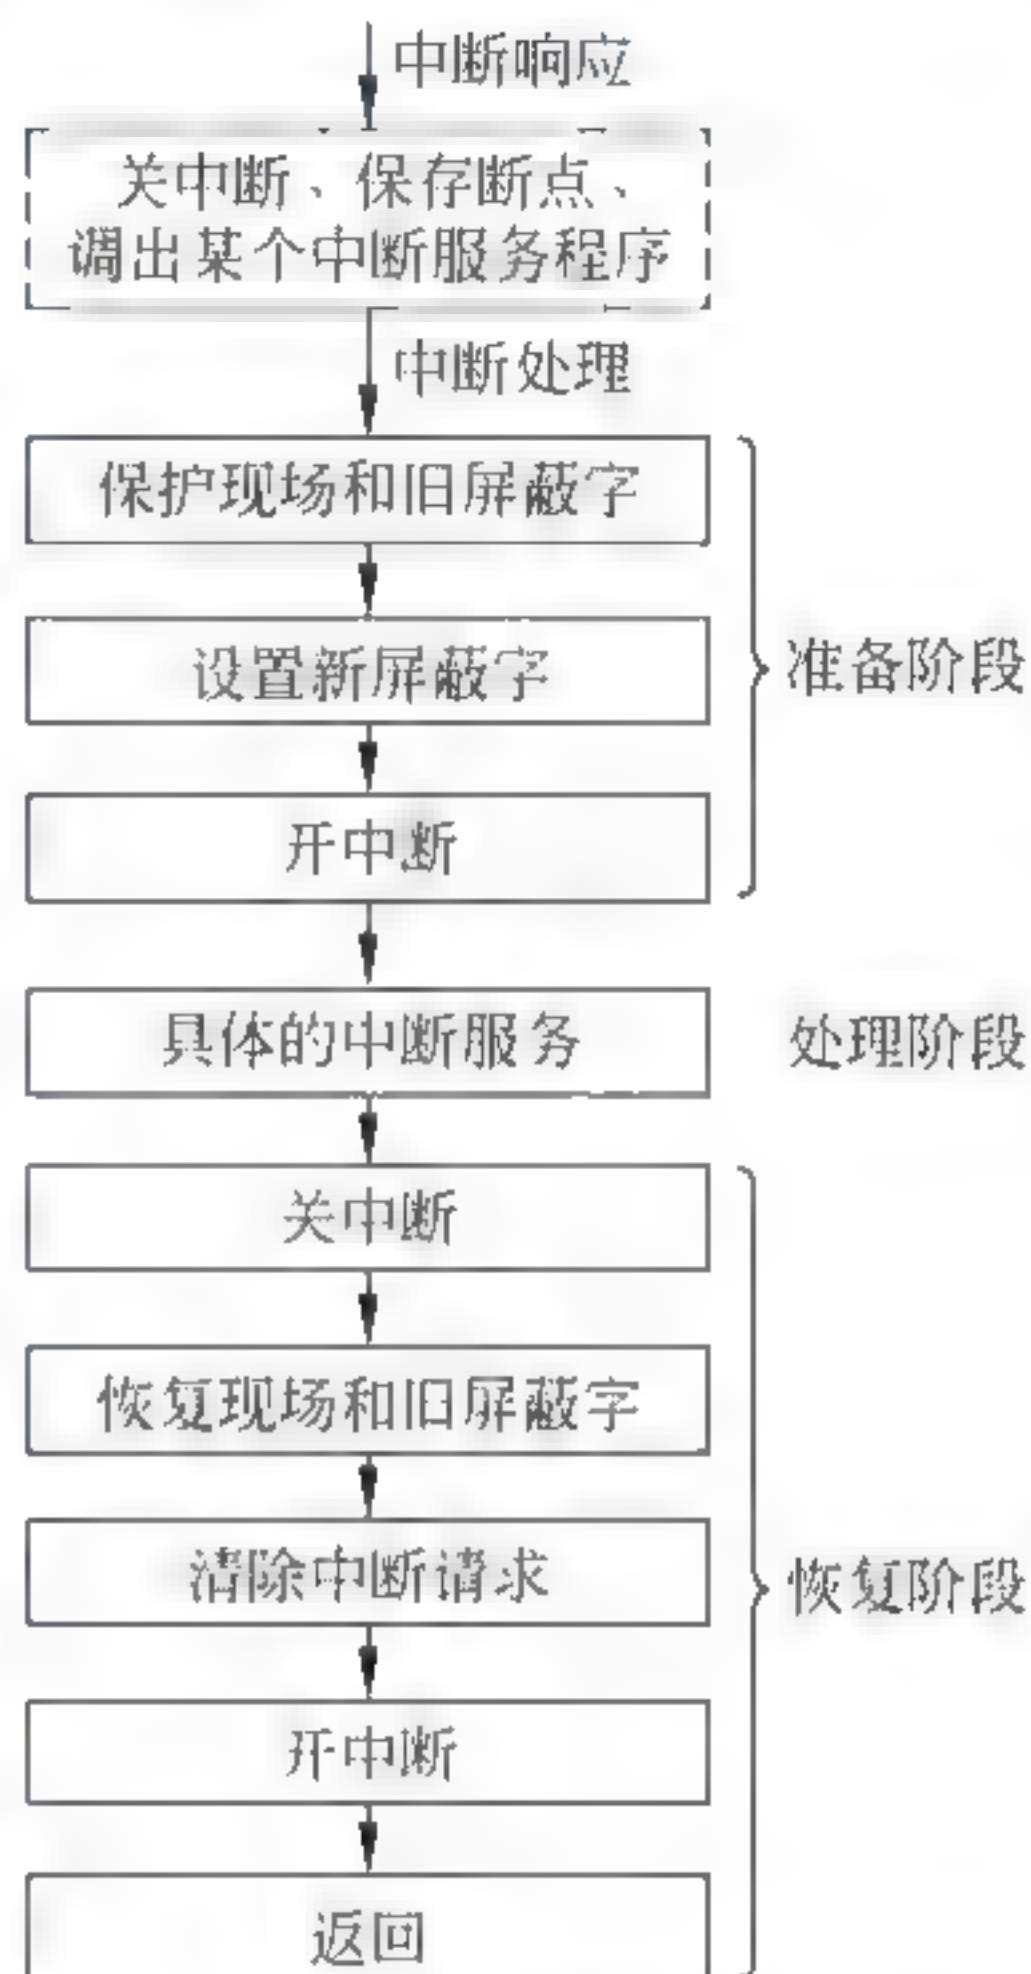 中断响应
关中断、保存断点、
调出某个中断服务程序
中断处理
保护现场和旧屏蔽字
设置新屏蔽字
准备阶段
开中断
具体的中断服务
处理阶段
关中断
恢复现场和旧屏蔽字
清除中断请求
恢复阶段
开中断
返回